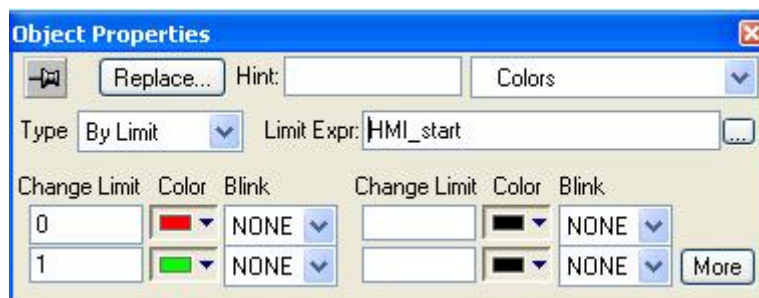 Object Properties
Replace... Hint: Colors
Type By Limit Limit Expr: HMI_start ...
Change Limit Color Blink Change Limit Color Blink
0 NONE NONE
1 NONE NONE More